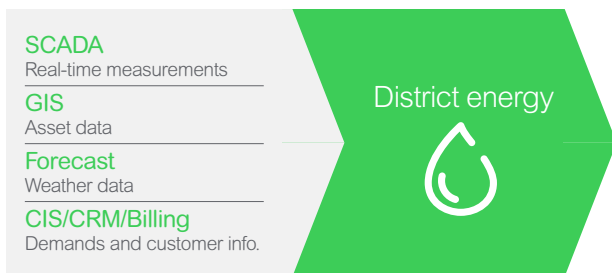 SCADA
Real-time measurements
GIS
Asset data
Forecast
Weather data
CIS/CRM/Billing
Demands and customer info.
District energy